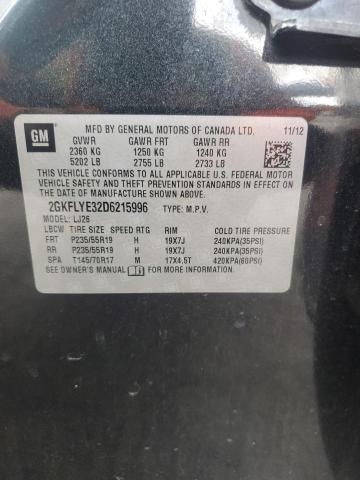 GM
MFD BY GENERAL MOTORS OF CANADA LTD. 11/12
GVWR GAWR FRT GAWR RR
2360 KG 1250 KG 1240 KG
5202 LB 2755 LB 2733 LB
THIS VEHICLE CONFORMS TO ALL APPLICABLE U.S. FEDERAL MOTOR
VEHICLE SAFETY, BUMPER, AND THEFT PREVENTION STANDARDS
IN EFFECT ON THE DATE OF MANUFACTURE SHOWN ABOVE.
2GKFLYE32D6215996 TYPE: M.P.V.
MODEL: LJ26
LBCW TIRE SIZE SPEED RTG RIM COLD TIRE PRESSURE
FRT P235/55R19 H 19X7J 240KPA(35PSI)
RR P235/55R19 H 19X7J 240KPA(35PSI)
SPA T145/70R17 M 17X4.5T 420KPA(60PSI)
SEE OWNER'S MANUAL FOR MORE INFORMATION